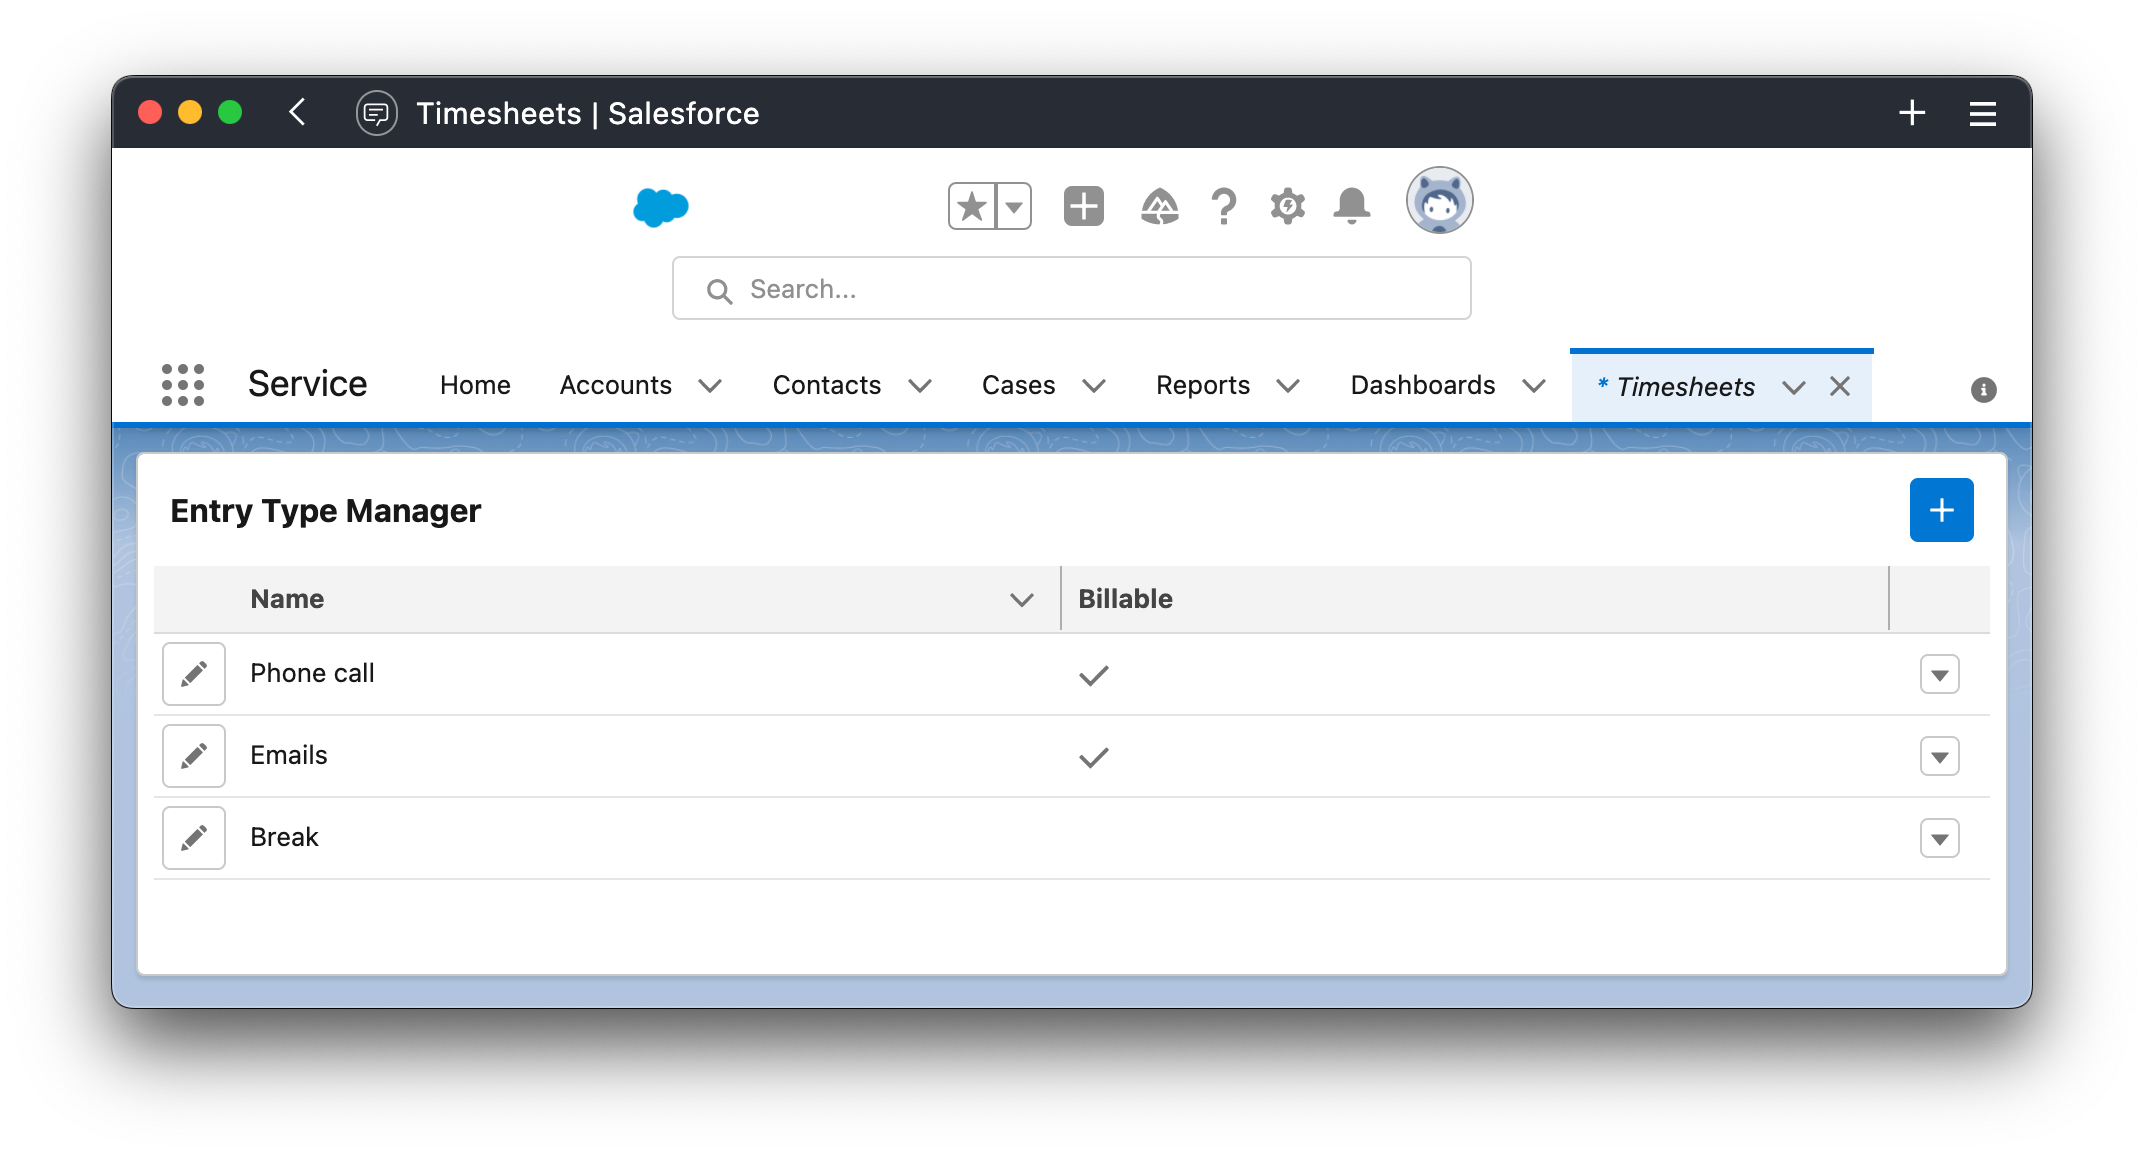 Timesheets | Salesforce
Search...
Service Home Accounts Contacts Cases Reports Dashboards * Timesheets
Entry Type Manager
Name Billable
Phone call
Emails
Break